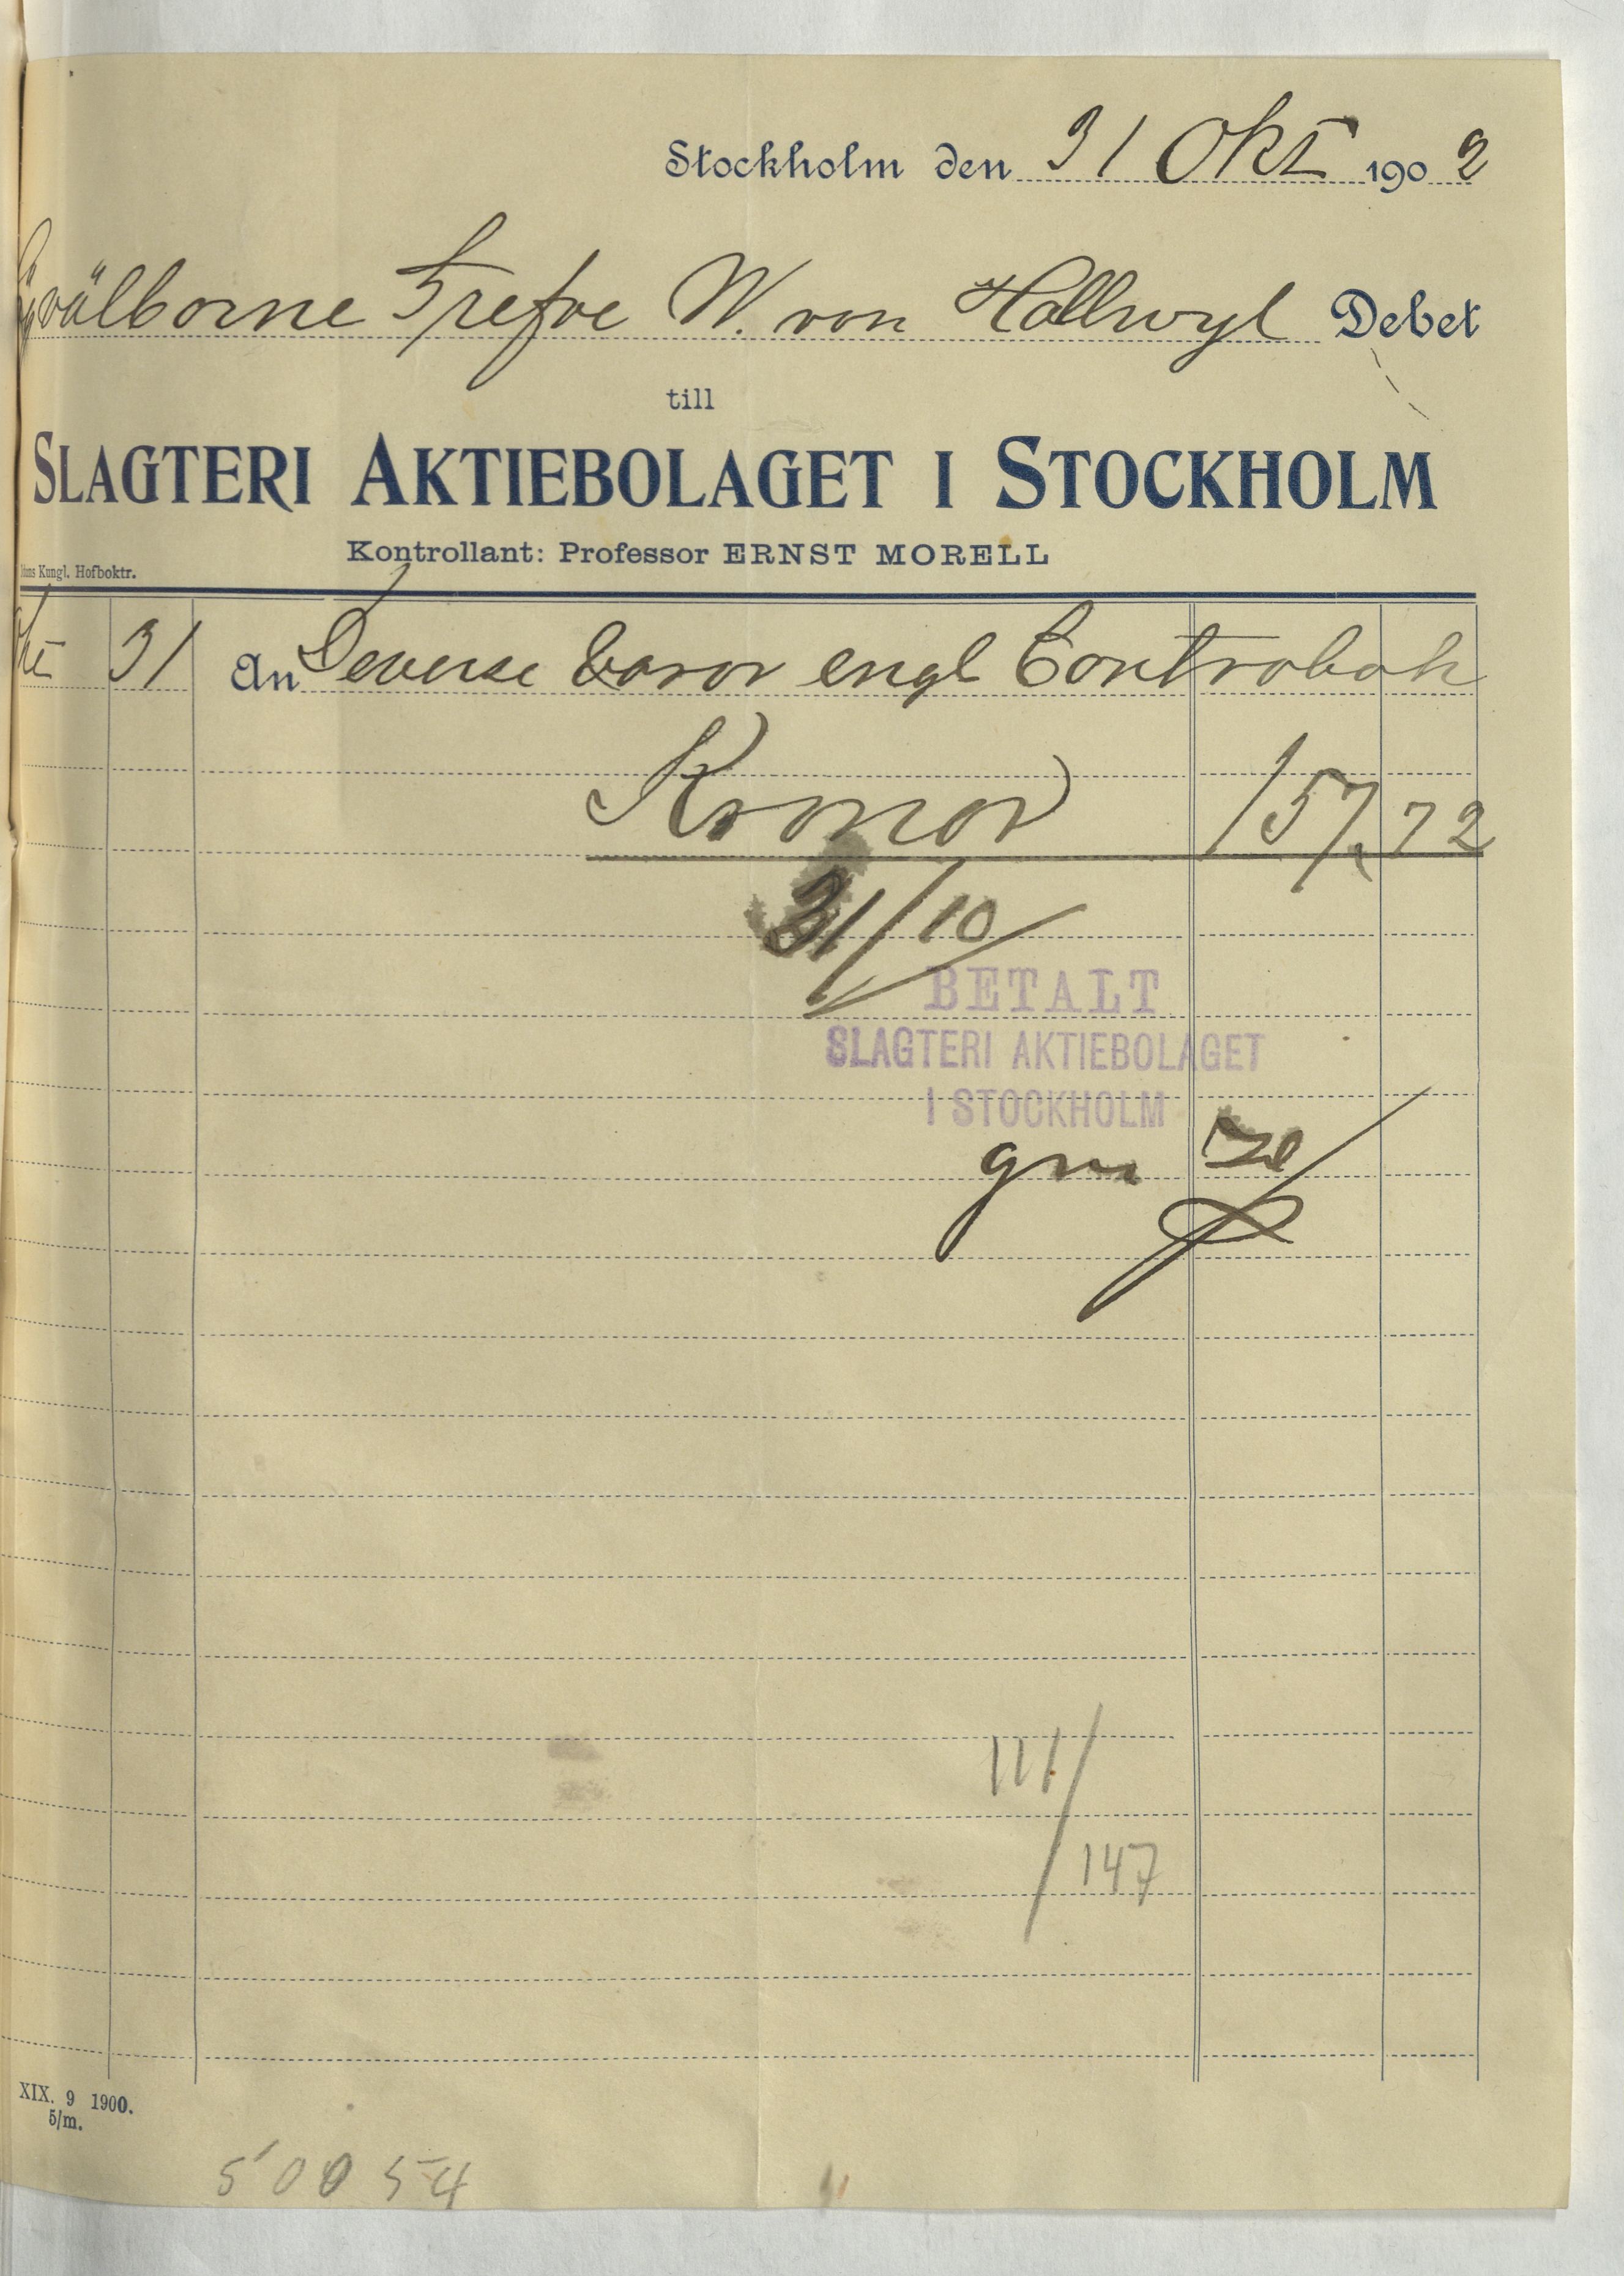 Stockholm den 31 Okt 1902
Högvälborne Grefve W. von Hallwyl Debet
till
SLAGTERI AKTIEBOLAGET I STOCKHOLM
Kontrollant: Professor ERNST MORELL
Kungl. Hofboktr.
Okt 31 An Deverse varor engl Contrabok
Kronor 157,72
31/10
BETALT
SLAGTERI AKTIEBOLAGET
I STOCKHOLM
111/147
XIX. 9 1900.
5/m.
50054